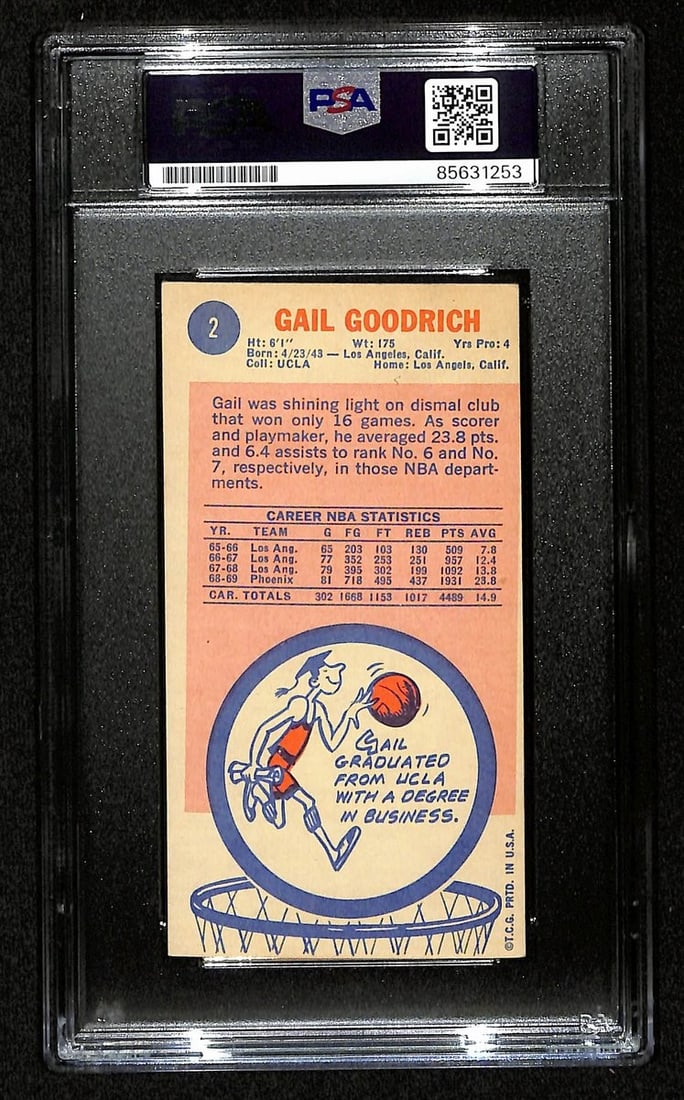 PSA
85631253
2
GAIL GOODRICH
Ht: 6'1" Wt: 175 Yrs Pro: 4
Born: 4/23/43 — Los Angeles, Calif.
Coll: UCLA Home: Los Angels, Calif.
Gail was shining light on dismal club
that won only 16 games. As scorer
and playmaker, he averaged 23.8 pts.
and 6.4 assists to rank No. 6 and No.
7, respectively, in those NBA depart-
ments.
CAREER NBA STATISTICS
YR. TEAM G FG FT REB PTS AVG
65-66 Los Ang. 65 203 103 130 509 7.8
66-67 Los Ang. 77 352 253 251 957 12.4
67-68 Los Ang. 79 395 302 199 1092 13.8
68-69 Phoenix 81 718 495 437 1931 23.8
CAR. TOTALS 302 1668 1153 1017 4489 14.9
GAIL
GRADUATED
FROM UCLA
WITH A DEGREE
IN BUSINESS.
©T.C.G. PRTD. IN U.S.A.